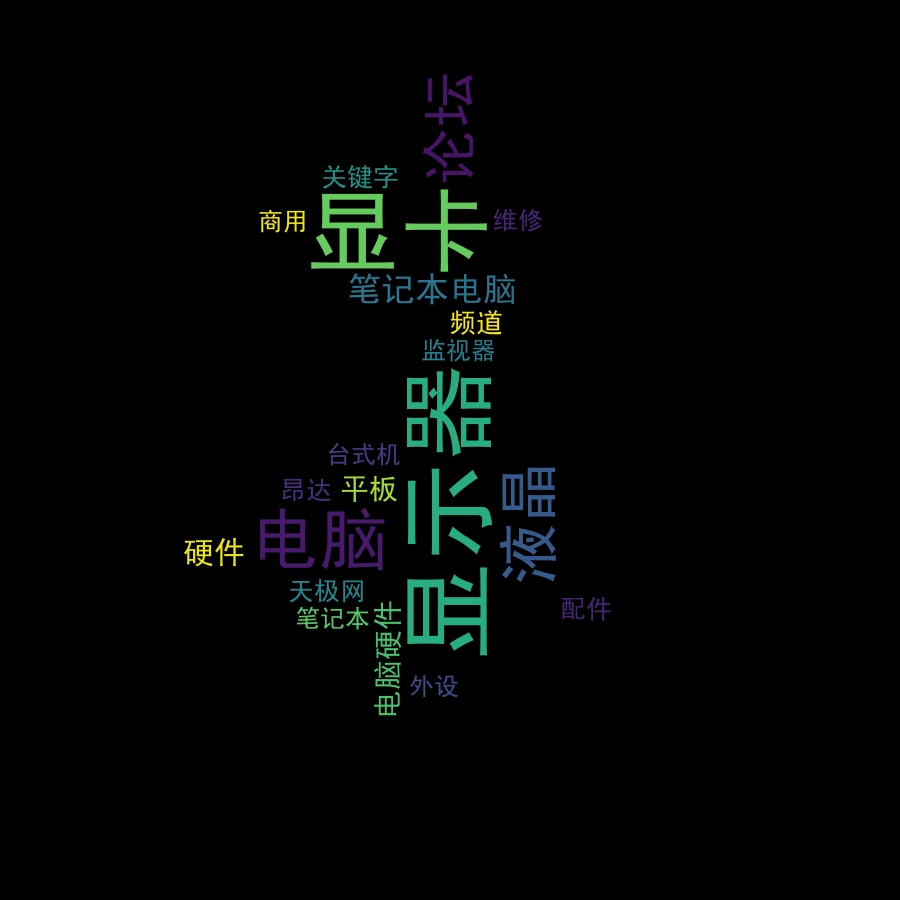 论坛
关键字
商用
显卡
维修
笔记本电脑
频道
监视器
显示器
台式机
昂达
平板
液晶
电脑
硬件
天极网
笔记本
电脑硬件
配件
外设